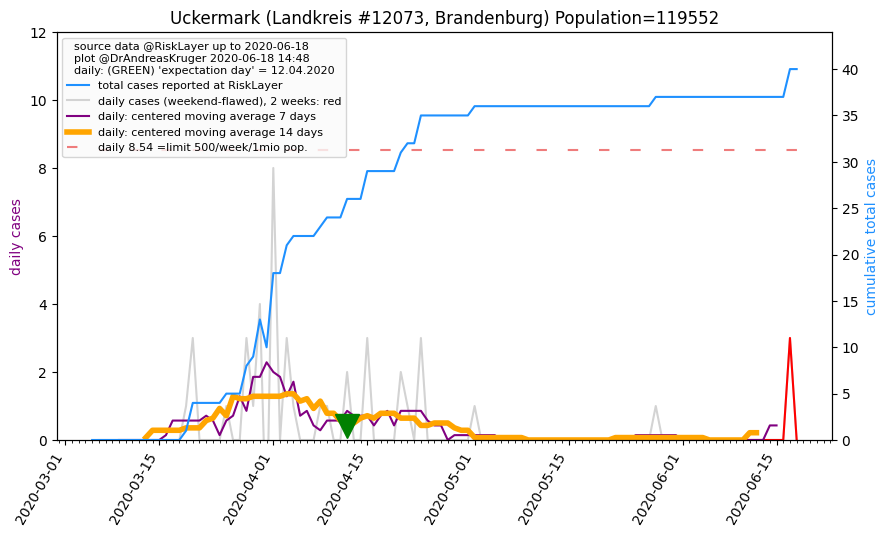 Uckermark (Landkreis #12073, Brandenburg) Population=119552
source data @RiskLayer up to 2020-06-18
plot @DrAndreasKruger 2020-06-18 14:48
daily: (GREEN) 'expectation day' = 12.04.2020
total cases reported at RiskLayer
daily cases (weekend-flawed), 2 weeks: red
daily: centered moving average 7 days
daily: centered moving average 14 days
daily 8.54 =limit 500/week/1mio pop.
daily cases
12
10
8
6
4
2
0
cumulative total cases
40
35
30
25
20
15
10
5
0
2020-03-01
2020-03-15
2020-04-01
2020-04-15
2020-05-01
2020-05-15
2020-06-01
2020-06-15